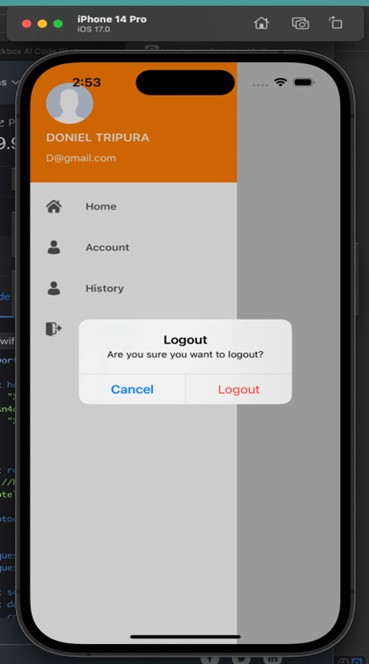 iPhone 14 Pro
iOS 17.0
2:53
DONIEL TRIPURA
D@gmail.com
Home
Account
History
Logout
Are you sure you want to logout?
Cancel
Logout